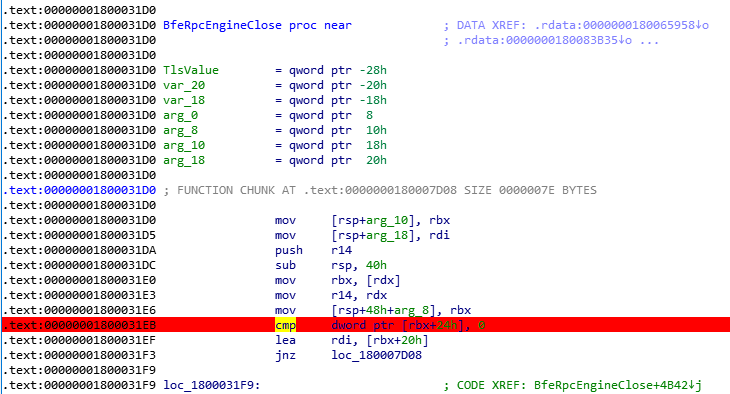 .text:00000001800031D0
.text:00000001800031D0 BfeRpcEngineClose proc near ; DATA XREF: .rdata:0000000180065958↓o
.text:00000001800031D0 ; .rdata:0000000180083B35↓o ...
.text:00000001800031D0
.text:00000001800031D0 TlsValue = qword ptr -28h
.text:00000001800031D0 var_20 = qword ptr -20h
.text:00000001800031D0 var_18 = qword ptr -18h
.text:00000001800031D0 arg_0 = qword ptr 8
.text:00000001800031D0 arg_8 = qword ptr 10h
.text:00000001800031D0 arg_10 = qword ptr 18h
.text:00000001800031D0 arg_18 = qword ptr 20h
.text:00000001800031D0
.text:00000001800031D0 ; FUNCTION CHUNK AT .text:0000000180007D08 SIZE 0000007E BYTES
.text:00000001800031D0
.text:00000001800031D0 mov [rsp+arg_10], rbx
.text:00000001800031D5 mov [rsp+arg_18], rdi
.text:00000001800031DA push r14
.text:00000001800031DC sub rsp, 40h
.text:00000001800031E0 mov rbx, [rdx]
.text:00000001800031E3 mov r14, rdx
.text:00000001800031E6 mov [rsp+48h+arg_8], rbx
.text:00000001800031EB cmp dword ptr [rbx+24h], 0
.text:00000001800031EF lea rdi, [rbx+20h]
.text:00000001800031F3 jnz loc_180007D08
.text:00000001800031F9
.text:00000001800031F9 loc_1800031F9: ; CODE XREF: BfeRpcEngineClose+4B42↓j